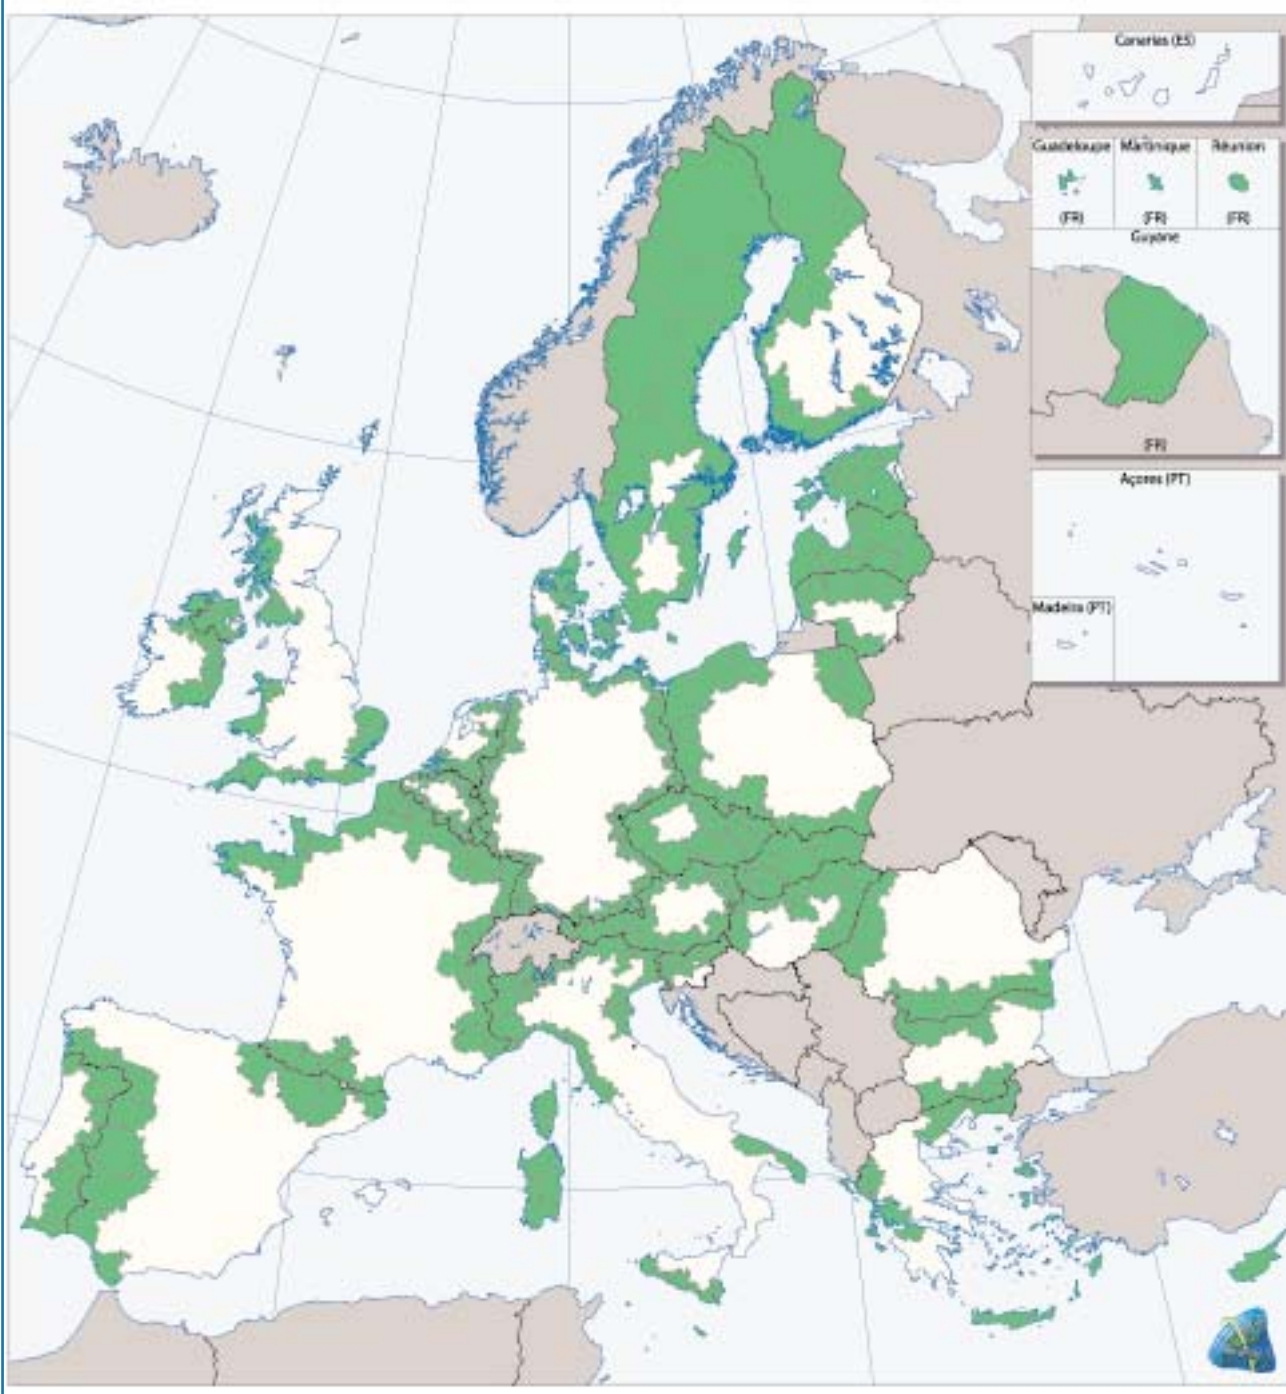 Canarias (ES)
Guadeloupe Martinique Réunion
(FR) (FR) (FR)
Guyane
(FR)
Açores (PT)
Madeira (PT)